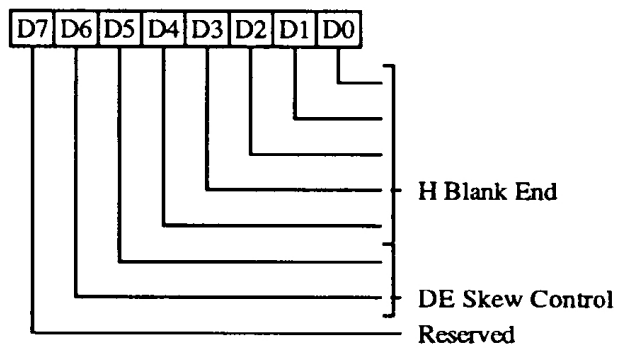 D7 D6 D5 D4 D3 D2 D1 D0
H Blank End
DE Skew Control
Reserved